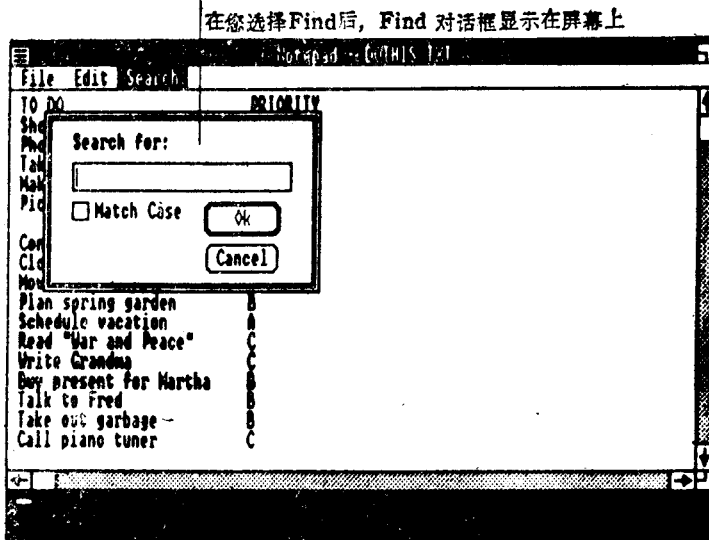 在您选择Find后，Find 对话框显示在屏幕上
Notepad -
File Edit Search
TO DO PRIORITY
Search for:
Match Case
Ok
Cancel
Plan spring garden B
Schedule vacation A
Read "War and Peace" C
Write Grandma C
Buy present for Martha B
Talk to Fred B
Take out garbage B
Call piano tuner C